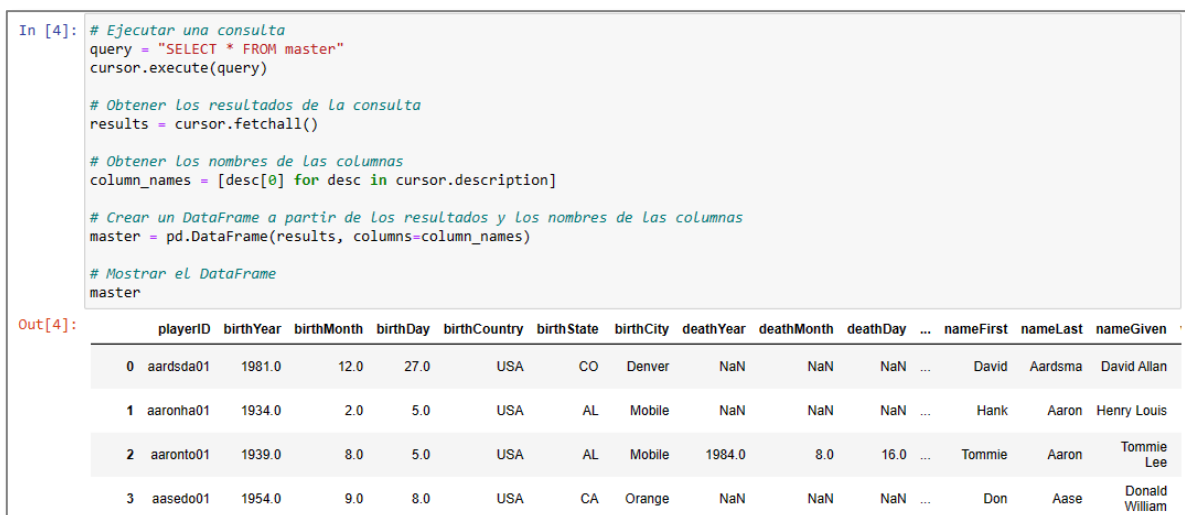 In [4]: # Ejecutar una consulta
query = "SELECT * FROM master"
cursor.execute(query)
# Obtener los resultados de la consulta
results = cursor.fetchall()
# Obtener los nombres de las columnas
column_names = [desc[0] for desc in cursor.description]
# Crear un DataFrame a partir de los resultados y los nombres de las columnas
master = pd.DataFrame(results, columns=column_names)
# Mostrar el DataFrame
master
Out[4]:
playerID birthYear birthMonth birthDay birthCountry birthState birthCity deathYear deathMonth deathDay ... nameFirst nameLast nameGiven
0 aardsda01 1981.0 12.0 27.0 USA CO Denver NaN NaN NaN ... David Aardsma David Allan
1 aaronha01 1934.0 2.0 5.0 USA AL Mobile NaN NaN NaN ... Hank Aaron Henry Louis
2 aaronto01 1939.0 8.0 5.0 USA AL Mobile 1984.0 8.0 16.0 ... Tommie Aaron Tommie
Lee
3 aasedo01 1954.0 9.0 8.0 USA CA Orange NaN NaN NaN ... Don Aase Donald
William